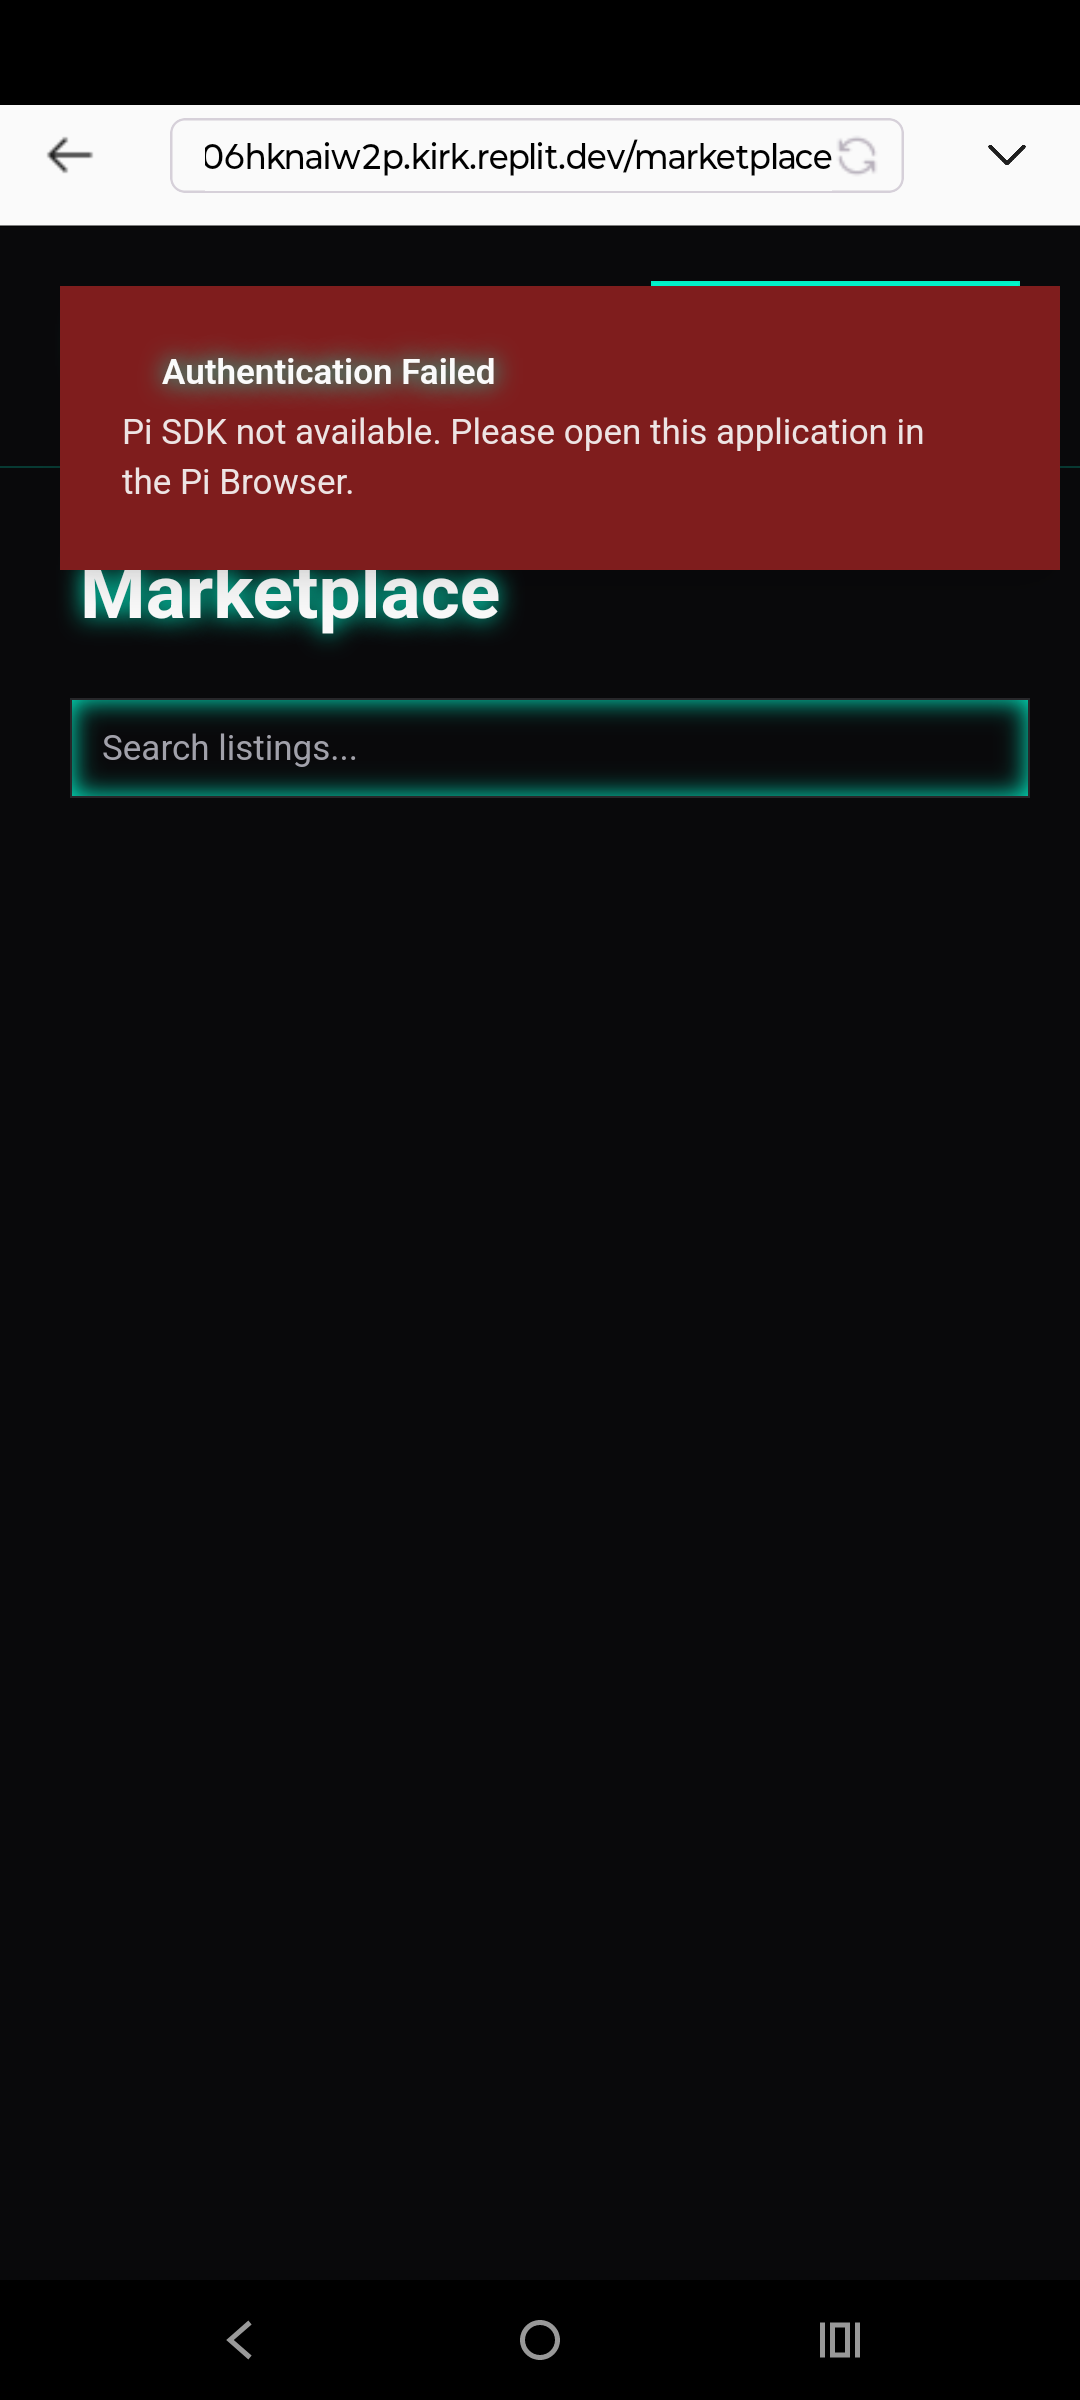 06hknaiw2p.kirk.replit.dev/marketplace
Authentication Failed
Pi SDK not available. Please open this application in
the Pi Browser.
Marketplace
Search listings...